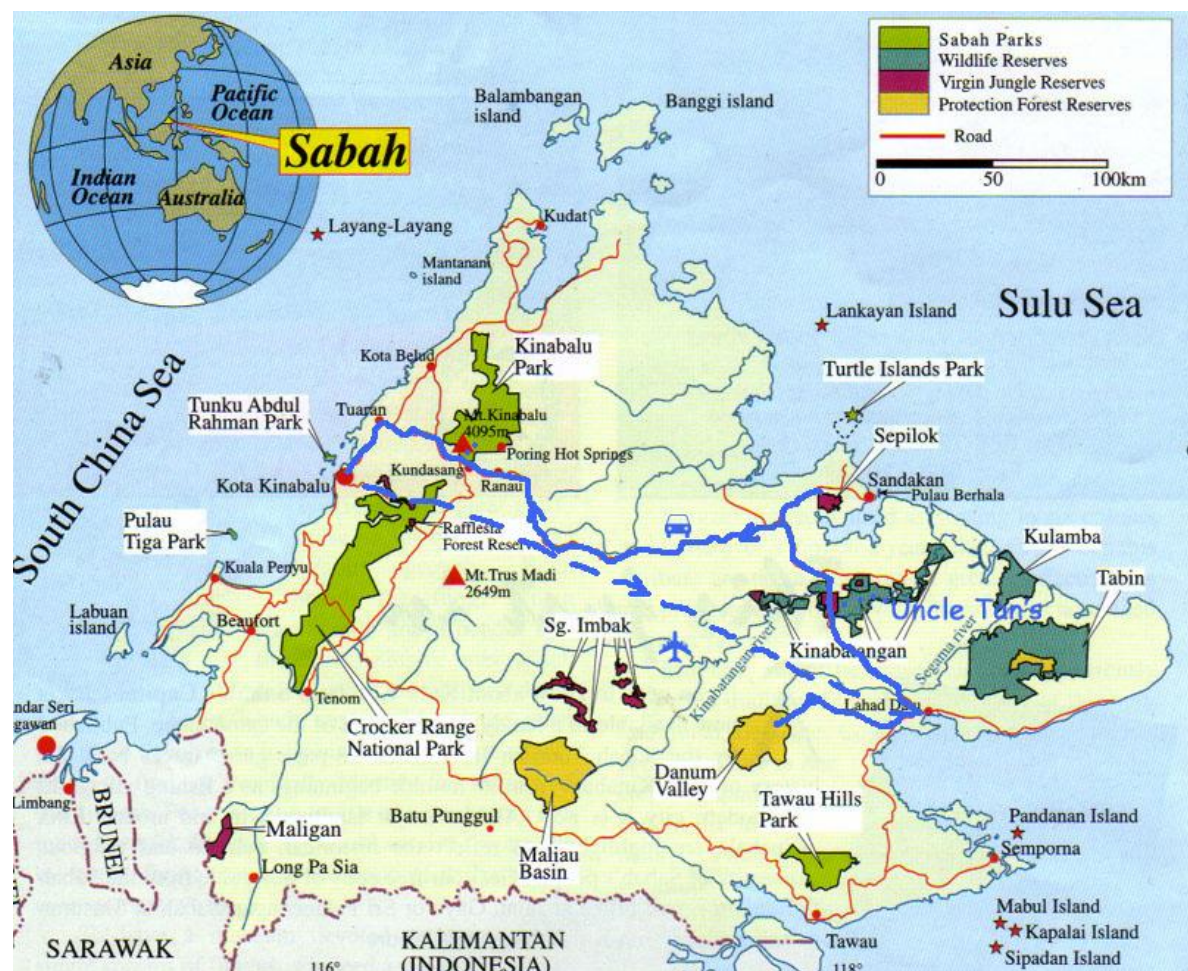 Asia
Pacific
Ocean
Indian
Ocean
Australia
Sabah
Sabah Parks
Wildlife Reserves
Virgin Jungle Reserves
Protection Forest Reserves
Road
0 50 100km
Balambangan
island
Banggi island
Layang-Layang
Kudat
Mantanani
island
Sulu Sea
Lankayan Island
South China Sea
Kota Belud
Kinabalu
Park
Turtle Islands Park
Tunku Abdul
Rahman Park
Tuaran
Mt.Kinabalu
4095m
Sepilok
Poring Hot Springs
Kundasang
Ranau
Kota Kinabalu
Sandakan
Pulau Berhala
Pulau
Tiga Park
Rafflesia
Forest Reserve
Kulamba
Kuala Penyu
Mt.Trus Madi
2649m
Tabin
Uncle Tan's
Labuan
island
Beaufort
Sg. Imbak
Kinabatangan
Kinabatangan river
Segama river
Tenom
Lahad Datu
ndar Seri
gawan
Crocker Range
National Park
Danum
Valley
Limbang
BRUNEI
Tawau Hills
Park
Pandanan Island
Maligan
Batu Punggul
Semporna
Long Pa Sia
Maliau
Basin
Mabul Island
Kapalai Island
Sipadan Island
SARAWAK
KALIMANTAN
(INDONESIA)
Tawau
116°
118°